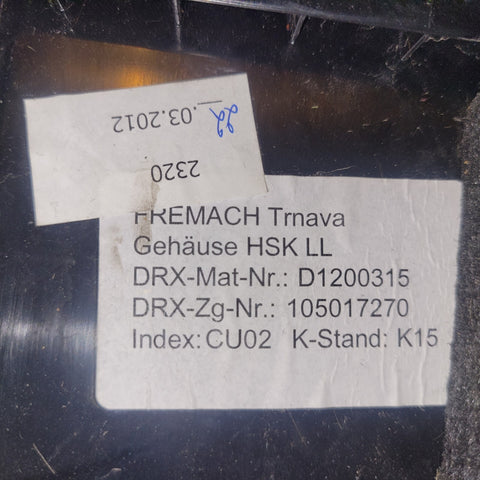 22.03.2012
2320
FREMACH Trnava
Gehäuse HSK LL
DRX-Mat-Nr.: D1200315
DRX-Zg-Nr.: 105017270
Index: CU02 K-Stand: K15